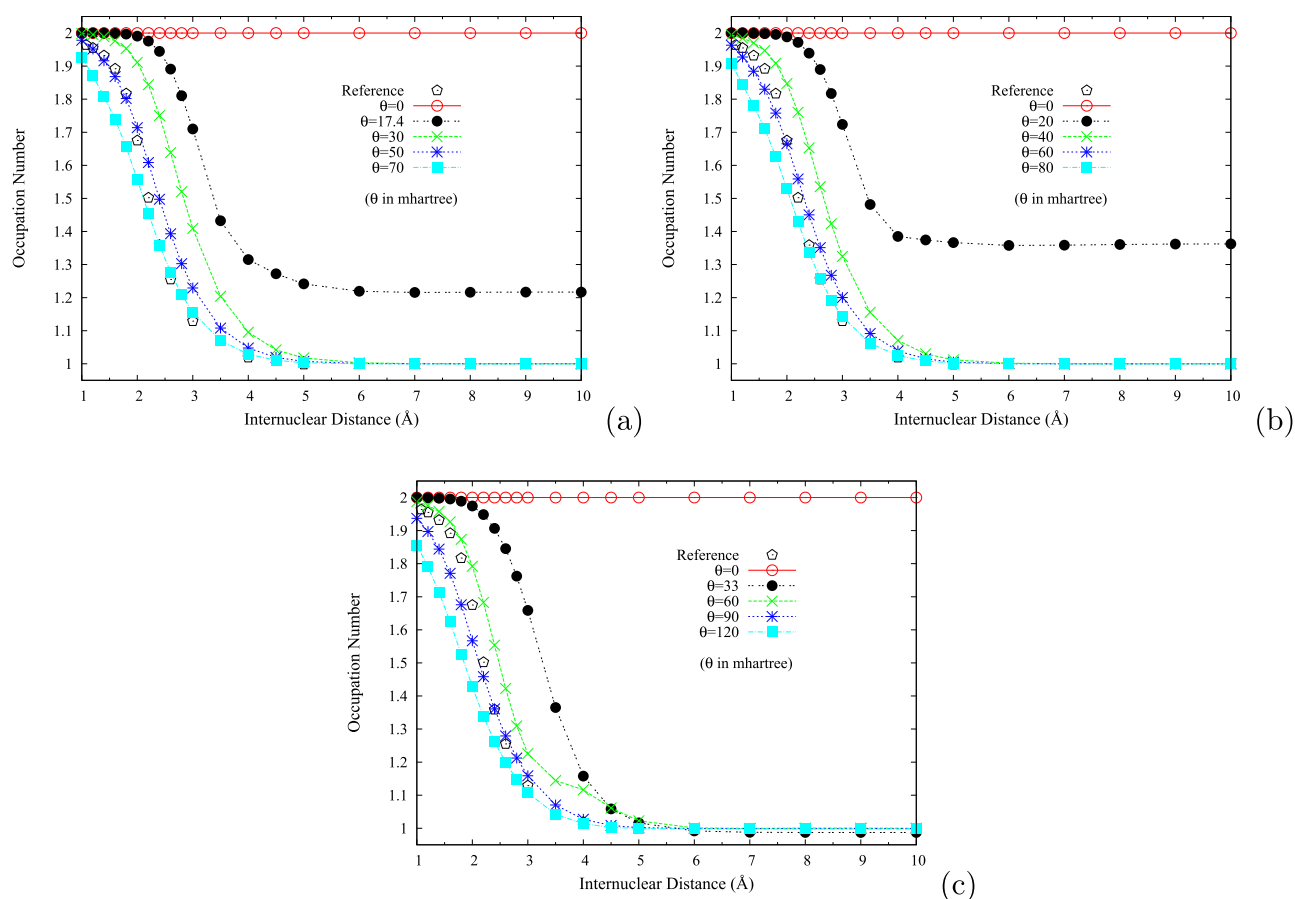 2
1.9
1.8
1.7
1.6
1.5
1.4
1.3
1.2
1.1
1
Occupation Number
Reference
θ=0
θ=17.4
θ=30
θ=50
θ=70
(θ in mhartree)
1 2 3 4 5 6 7 8 9 10
Internuclear Distance (Å)
(a)
2
1.9
1.8
1.7
1.6
1.5
1.4
1.3
1.2
1.1
1
Occupation Number
Reference
θ=0
θ=20
θ=40
θ=60
θ=80
(θ in mhartree)
1 2 3 4 5 6 7 8 9 10
Internuclear Distance (Å)
(b)
2
1.9
1.8
1.7
1.6
1.5
1.4
1.3
1.2
1.1
1
Occupation Number
Reference
θ=0
θ=33
θ=60
θ=90
θ=120
(θ in mhartree)
1 2 3 4 5 6 7 8 9 10
Internuclear Distance (Å)
(c)